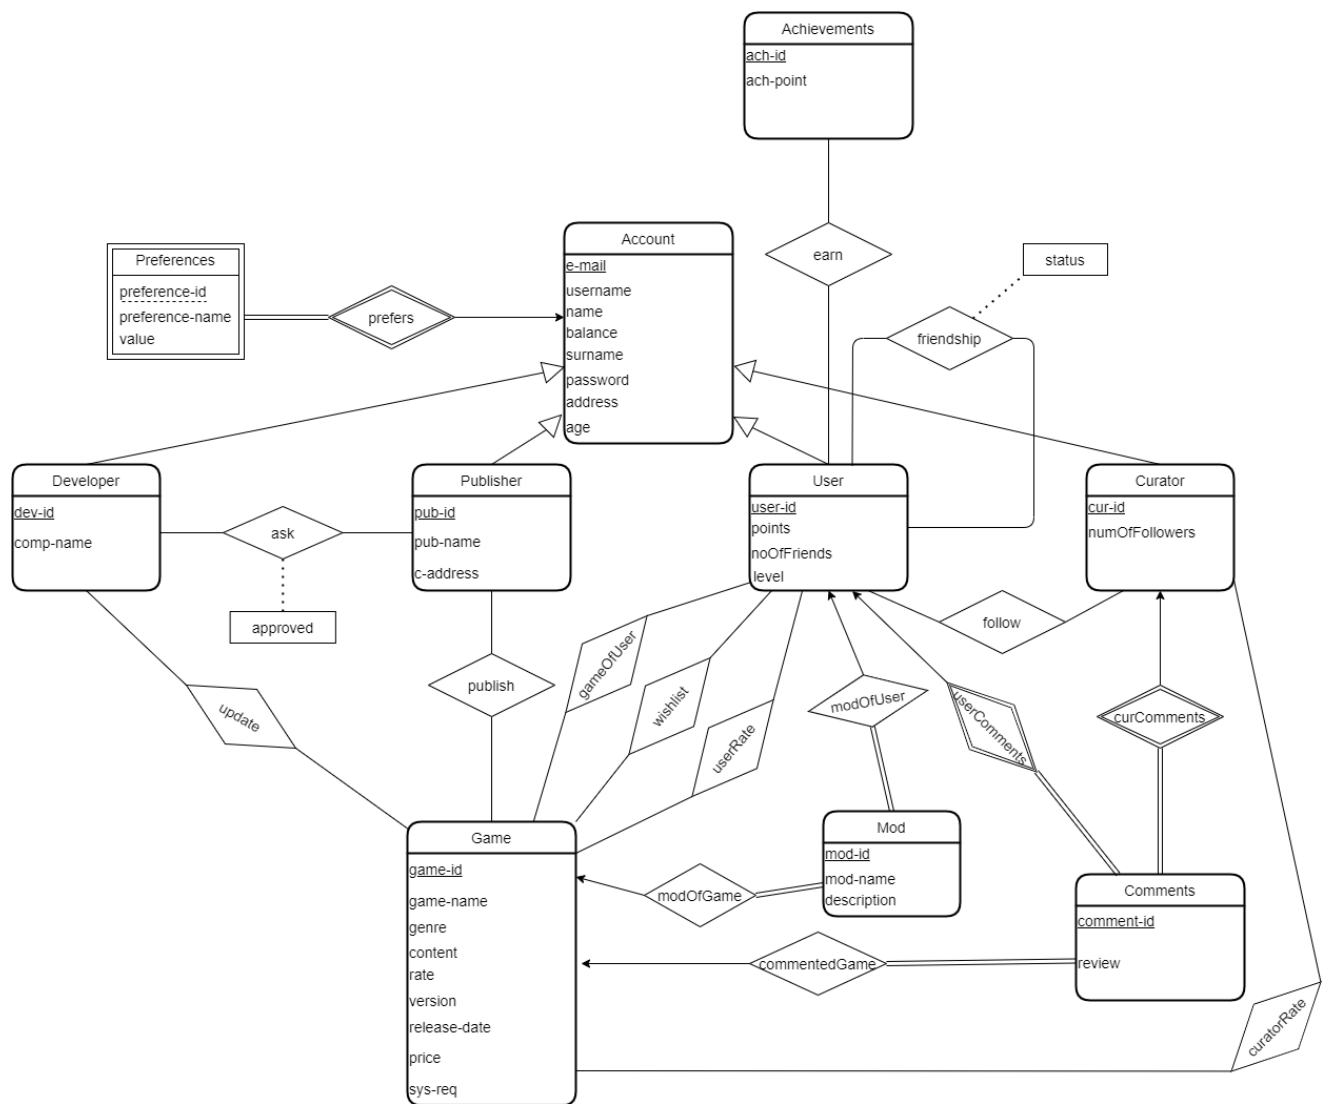 Achievements
ach-id
ach-point
Account
e-mail
username
name
balance
surname
password
address
age
earn
status
Preferences
preference-id
preference-name
value
prefers
friendship
Developer
dev-id
comp-name
ask
approved
Publisher
pub-id
pub-name
c-address
User
user-id
points
noOfFriends
level
Curator
cur-id
numOfFollowers
follow
update
publish
gameOfUser
wishlist
userRate
modOfUser
userComments
curComments
Game
game-id
game-name
genre
content
rate
version
release-date
price
sys-req
modOfGame
Mod
mod-id
mod-name
description
commentedGame
Comments
comment-id
review
curatorRate